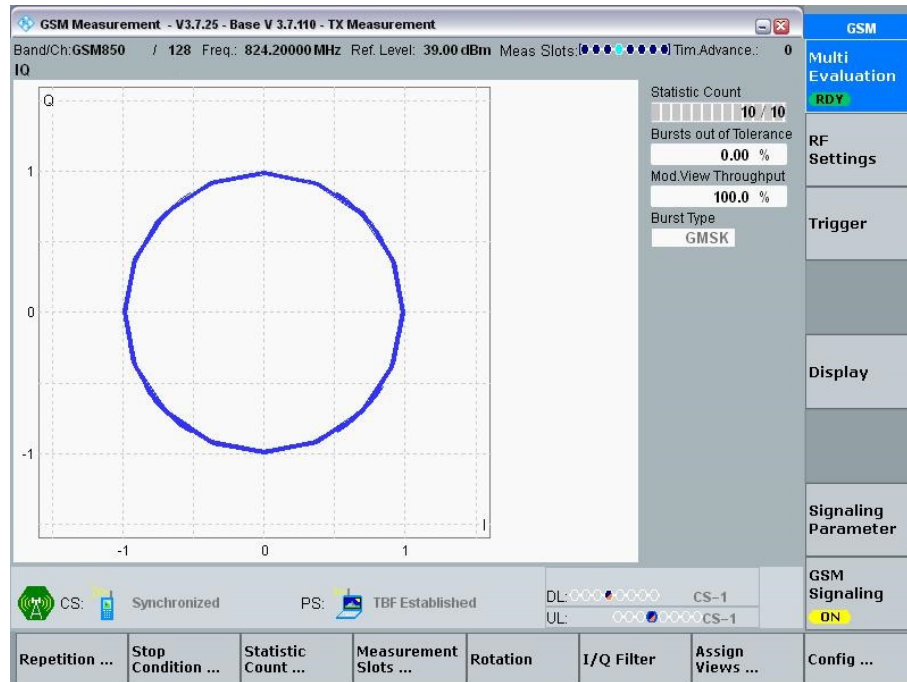 GSM Measurement - V3.7.25 - Base V 3.7.110 - TX Measurement
Band/Ch:GSM850 / 128 Freq.: 824.20000 MHz Ref. Level: 39.00 dBm Meas Slots: Tim.Advance.: 0
IQ
Q
1
0
-1
I
-1 0 1
Statistic Count
10 / 10
Bursts out of Tolerance
0.00 %
Mod.View Throughput
100.0 %
Burst Type
GMSK
GSM
Multi
Evaluation
RDY
RF
Settings
Trigger
Display
Signaling
Parameter
GSM
Signaling
ON
CS: Synchronized PS: TBF Established DL: CS-1
UL: CS-1
Repetition ...
Stop
Condition ...
Statistic
Count ...
Measurement
Slots ...
Rotation
I/Q Filter
Assign
Views ...
Config ...